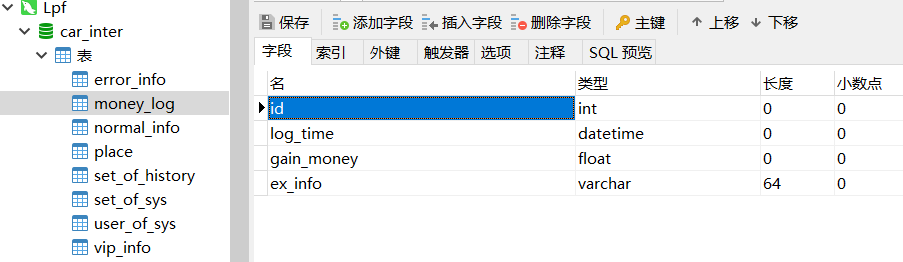 Lpf
car_inter
表
error_info
money_log
normal_info
place
set_of_history
set_of_sys
user_of_sys
vip_info
保存 添加字段 插入字段 删除字段 主键 上移 下移
字段 索引 外键 触发器 选项 注释 SQL 预览
名 类型 长度 小数点
id int 0 0
log_time datetime 0 0
gain_money float 0 0
ex_info varchar 64 0